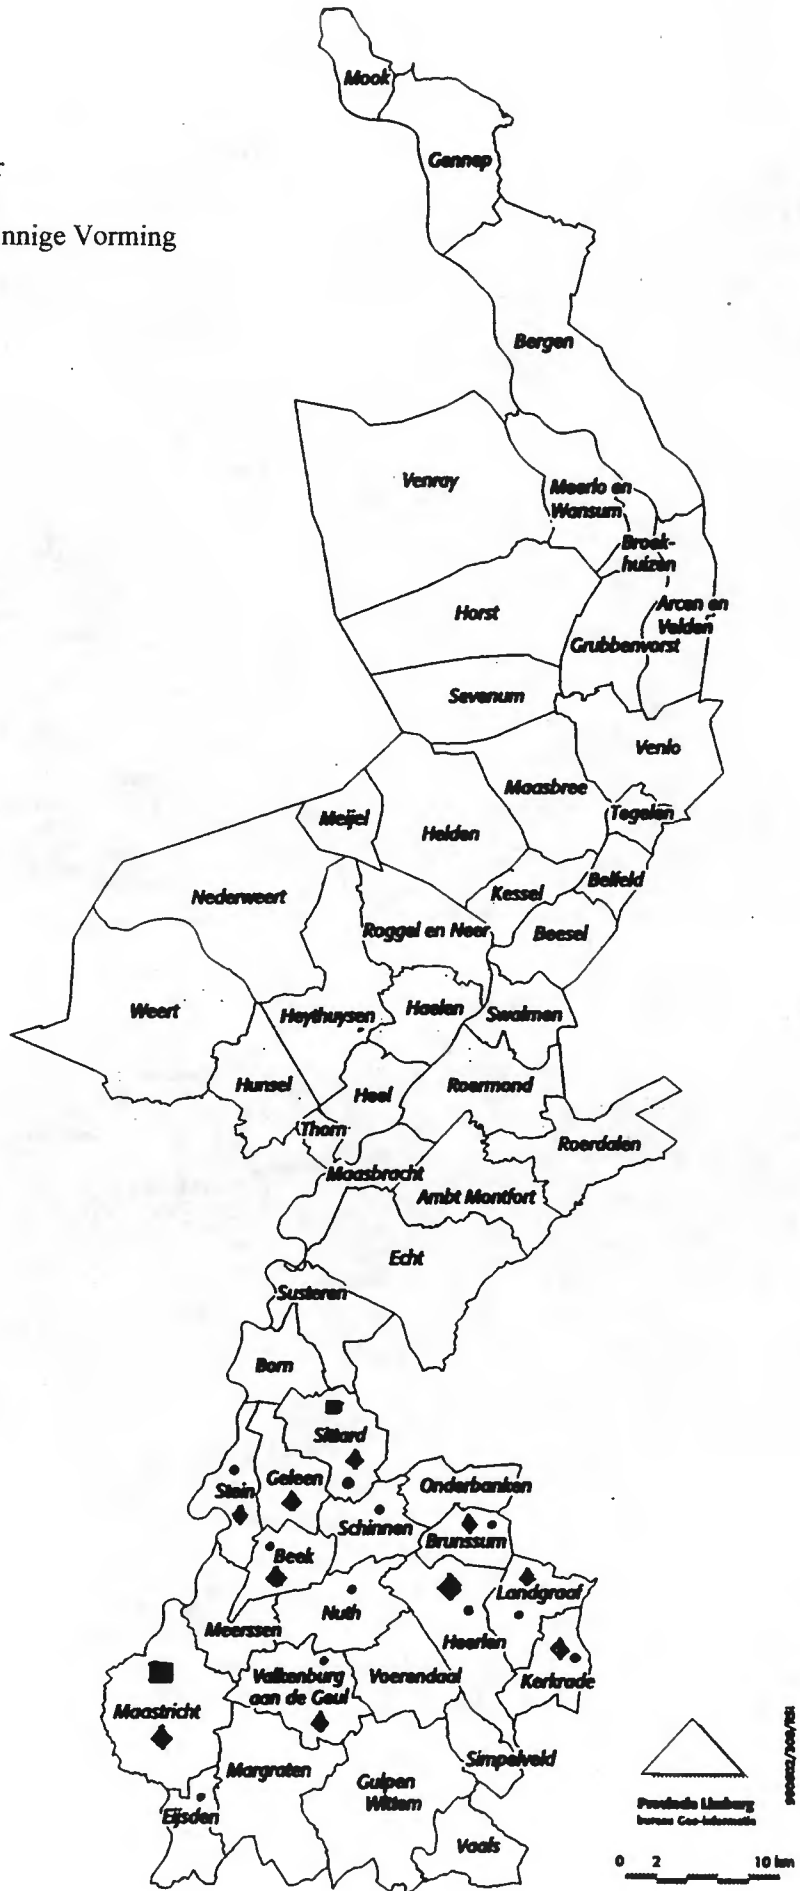 nnige Vorming
Mook
Gennep
Bergen
Venray
Meerlo en
Wansum
Broek-
huizen
Horst
Arcen en
Velden
Grubbenvorst
Sevenum
Venlo
Maasbree
Tegelen
Meijel
Helden
Kessel
Belfeld
Nederweert
Roggel en Neer
Beesel
Weert
Heythuysen
Haelen
Swalmen
Hunsel
Heel
Roermond
Thorn
Roerdalen
Maasbracht
Ambt Montfort
Echt
Susteren
Born
Sittard
Stein
Geleen
Onderbanken
Schinnen
Brunssum
Beek
Landgraaf
Nuth
Meerssen
Heerlen
Valkenburg
aan de Geul
Voerendaal
Kerkrade
Maastricht
Margraten
Gulpen
Wittem
Simpelveld
Eijsden
Vaals
Provincie Limburg
bureau Geo-informatie
0 2 10 km